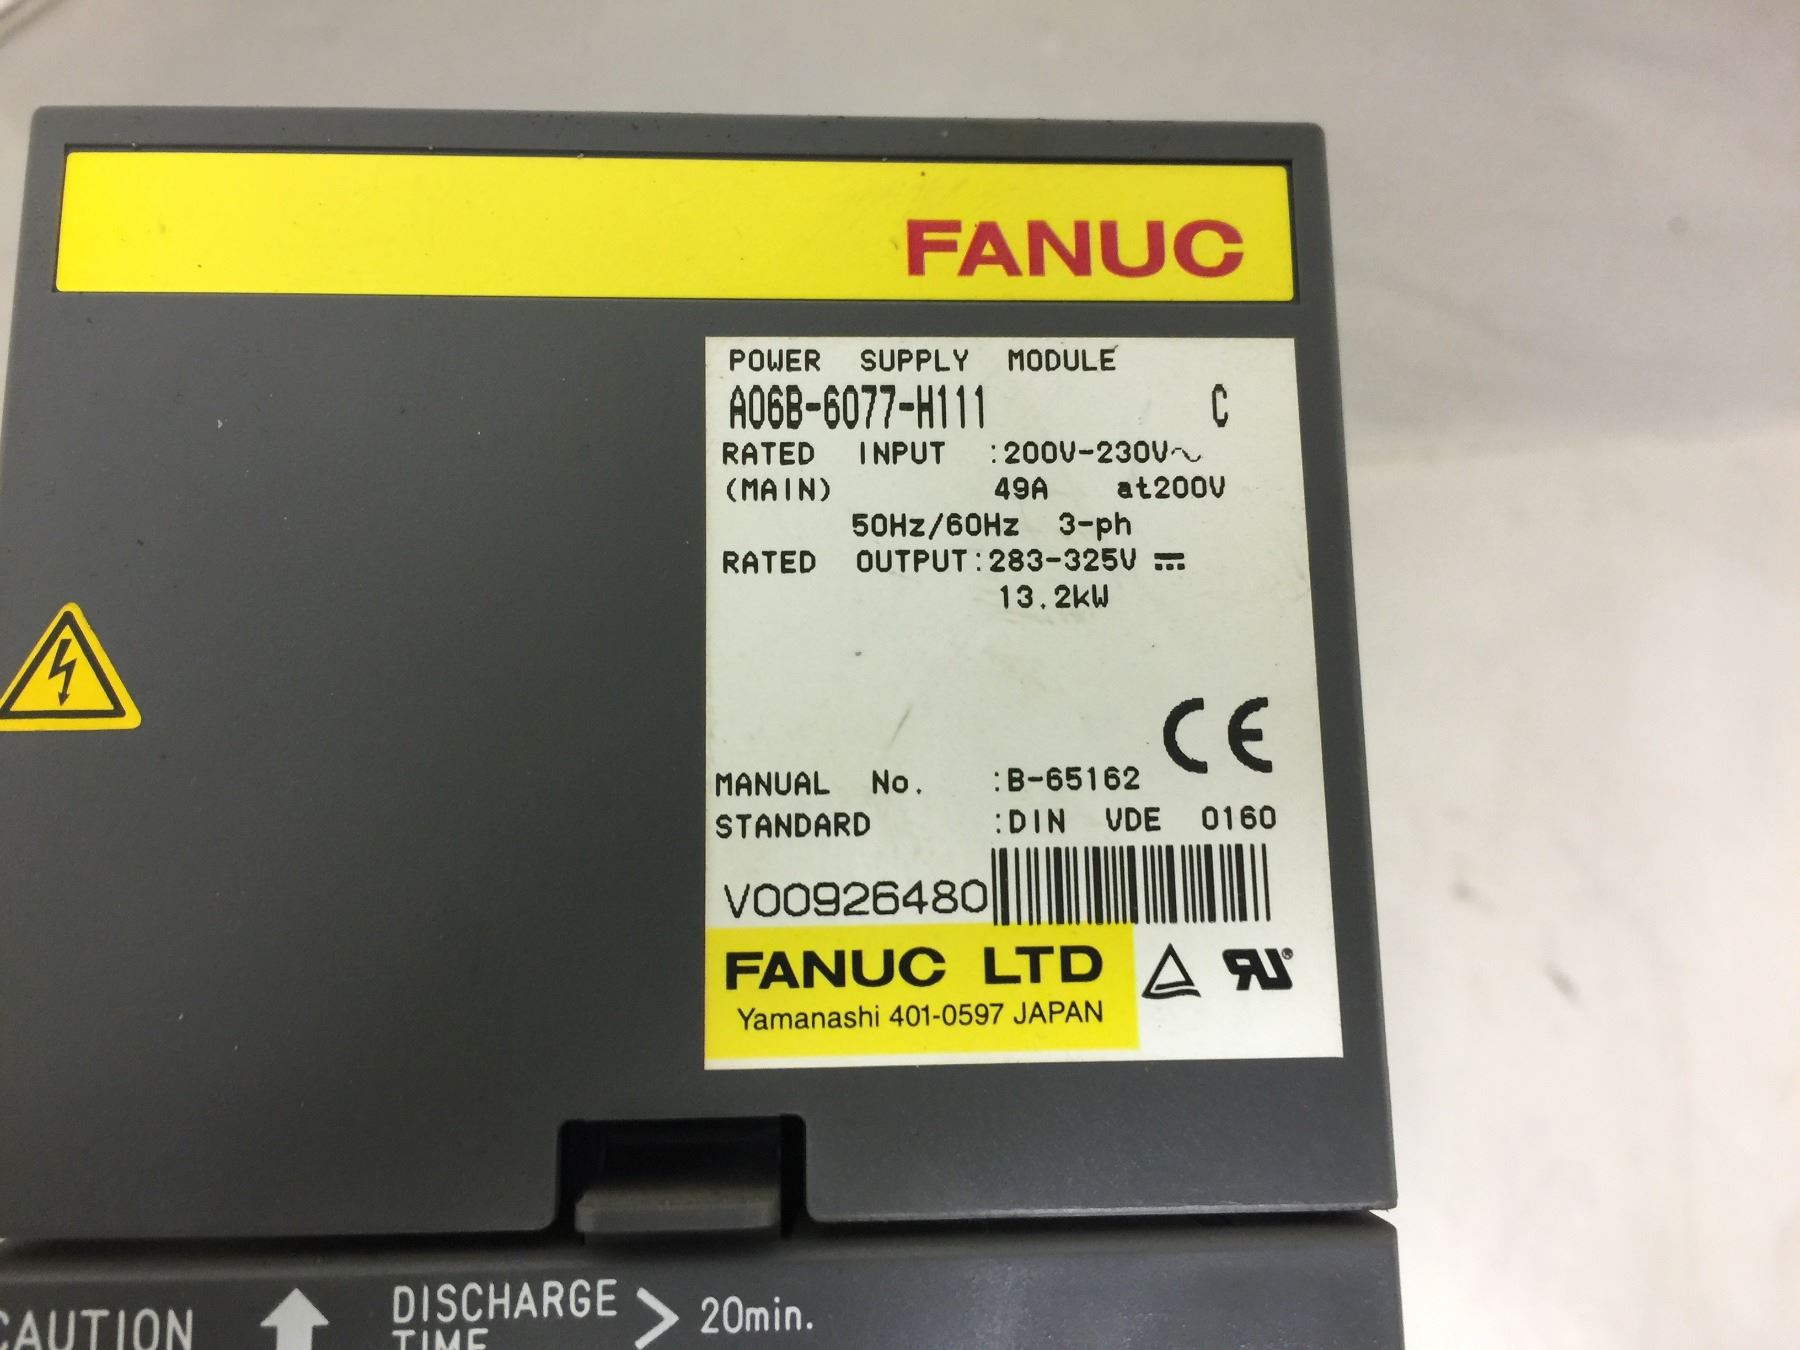 FANUC
POWER SUPPLY MODULE
A06B-6077-H111 C
RATED INPUT :200V-230V~
(MAIN) 49A at200V
50Hz/60Hz 3-ph
RATED OUTPUT:283-325V ⎓
13.2kW
CE
MANUAL No. :B-65162
STANDARD :DIN VDE 0160
V00926480
FANUC LTD
Yamanashi 401-0597 JAPAN
CAUTION
DISCHARGE
TIME
> 20min.